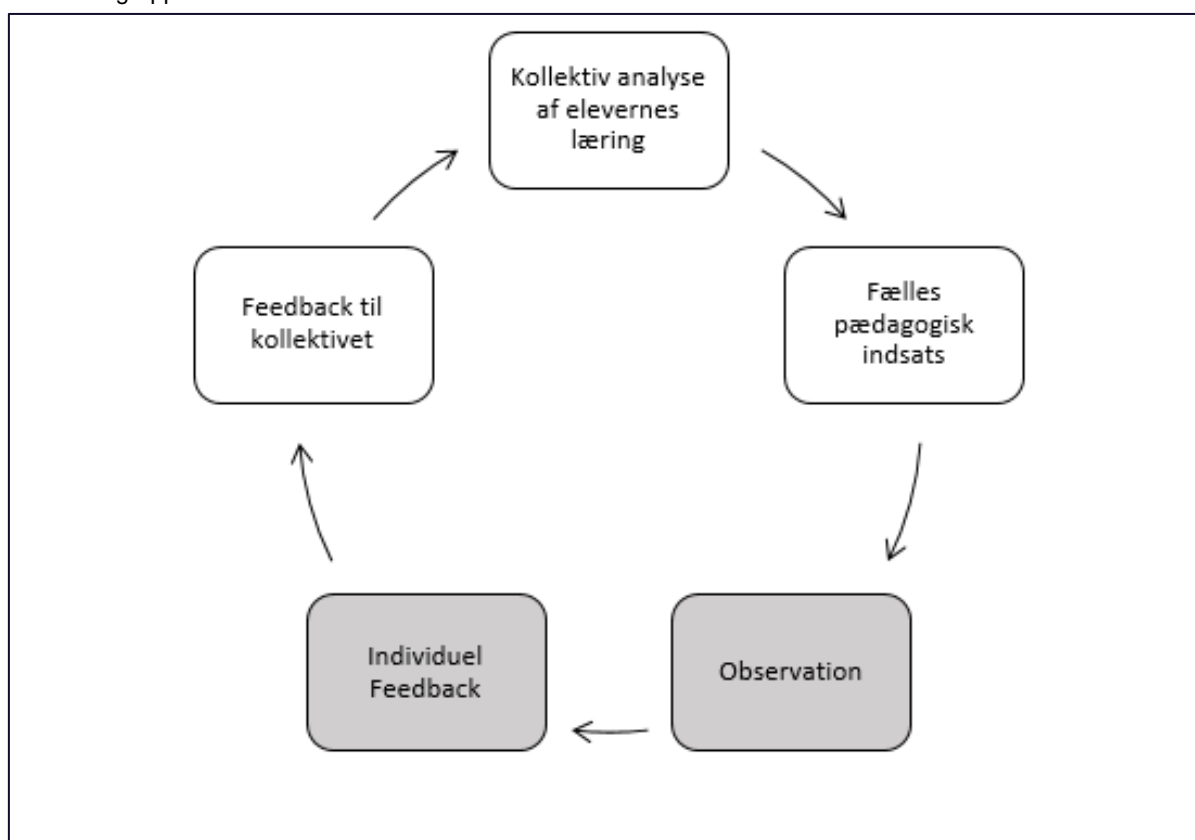 Kollektiv analyse
af elevernes
læring
Fælles
pædagogisk
indsats
Observation
Individuel
Feedback
Feedback til
kollektivet